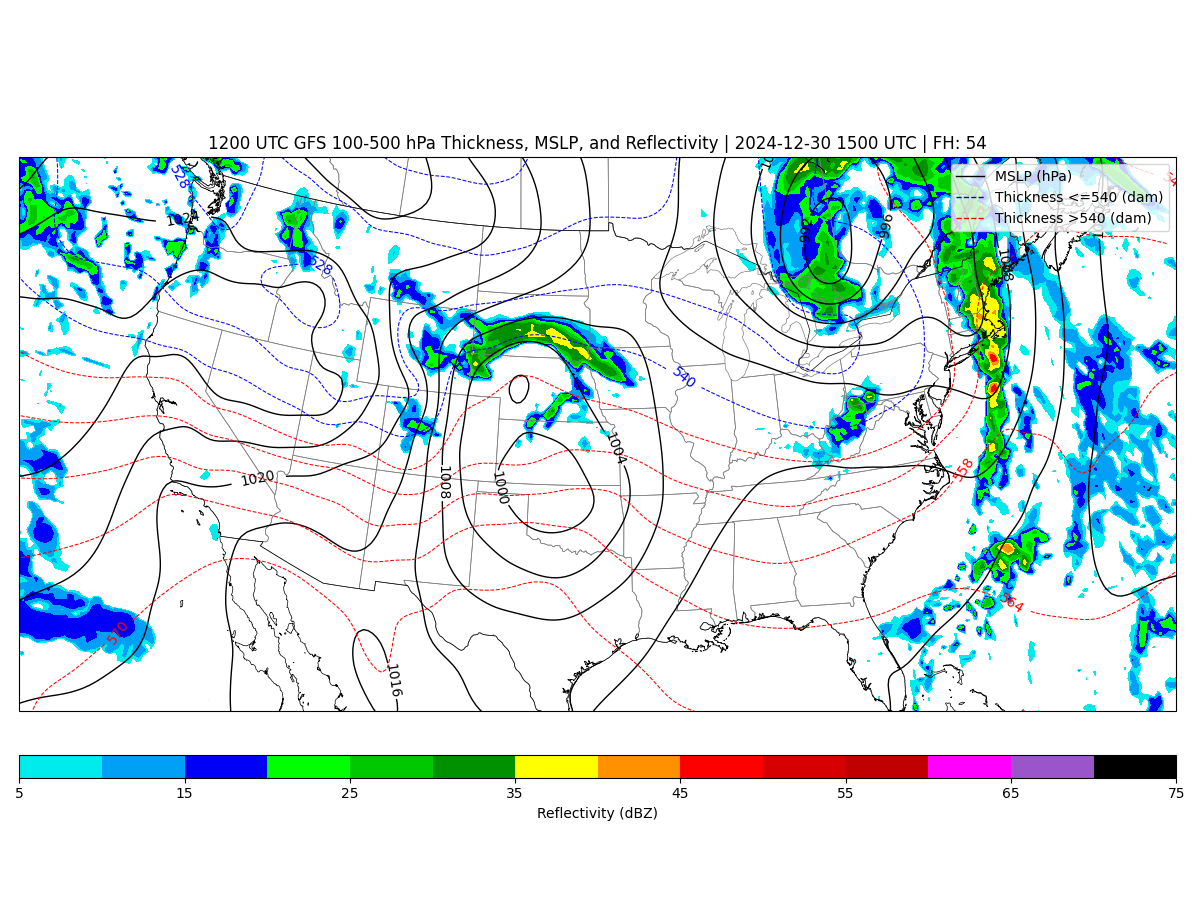 1200 UTC GFS 100-500 hPa Thickness, MSLP, and Reflectivity | 2024-12-30 1500 UTC | FH: 54
MSLP (hPa)
Thickness <=540 (dam)
Thickness >540 (dam)
528
1024
992
996
528
540
1004
1020
1008
1000
558
564
570
1016
5 15 25 35 45 55 65 75
Reflectivity (dBZ)